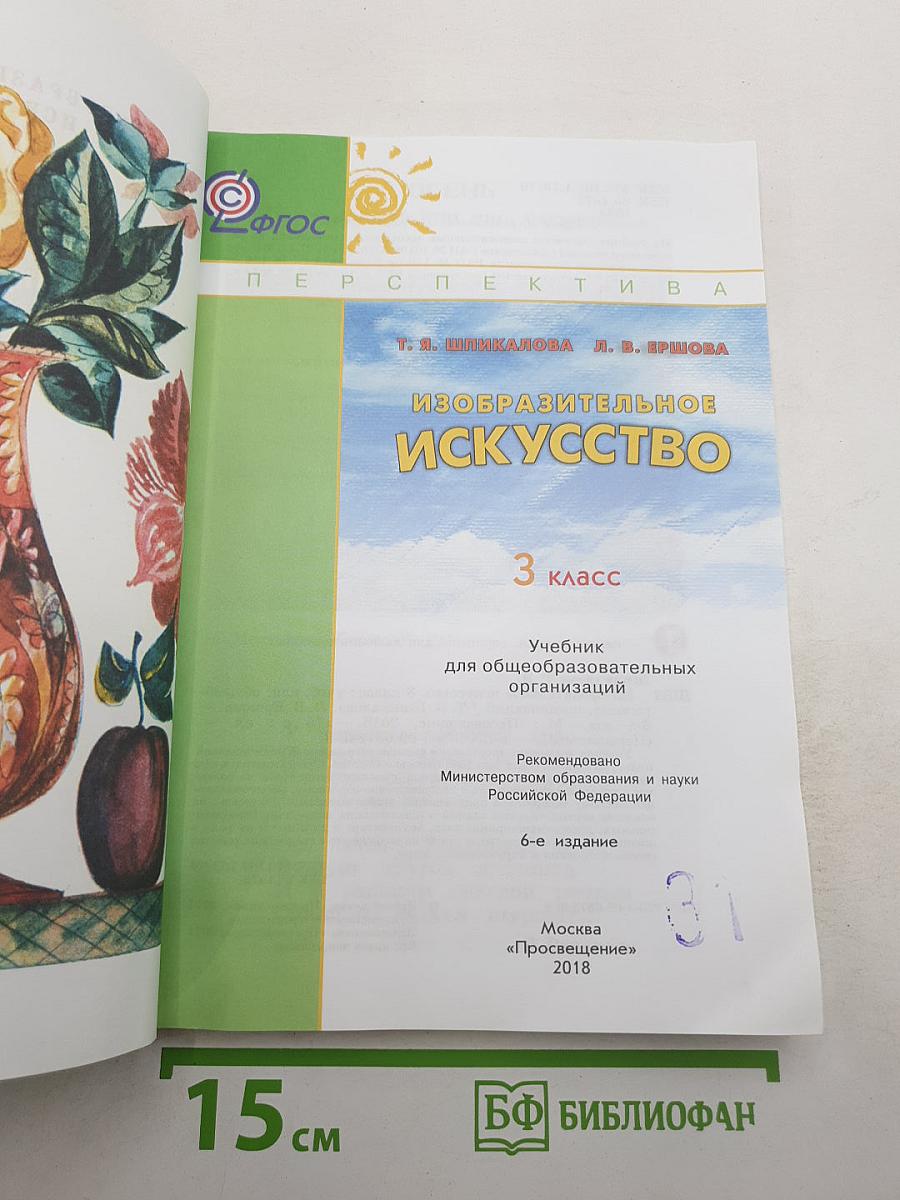 ФГОС
ПЕРСПЕКТИВА
Т. Я. ШПИКАЛОВА Л. В. ЕРШОВА
ИЗОБРАЗИТЕЛЬНОЕ
ИСКУССТВО
3 класс
Учебник
для общеобразовательных
организаций
Рекомендовано
Министерством образования и науки
Российской Федерации
6-е издание
31
Москва
«Просвещение»
2018
15 см
БФ БИБЛИОФАН